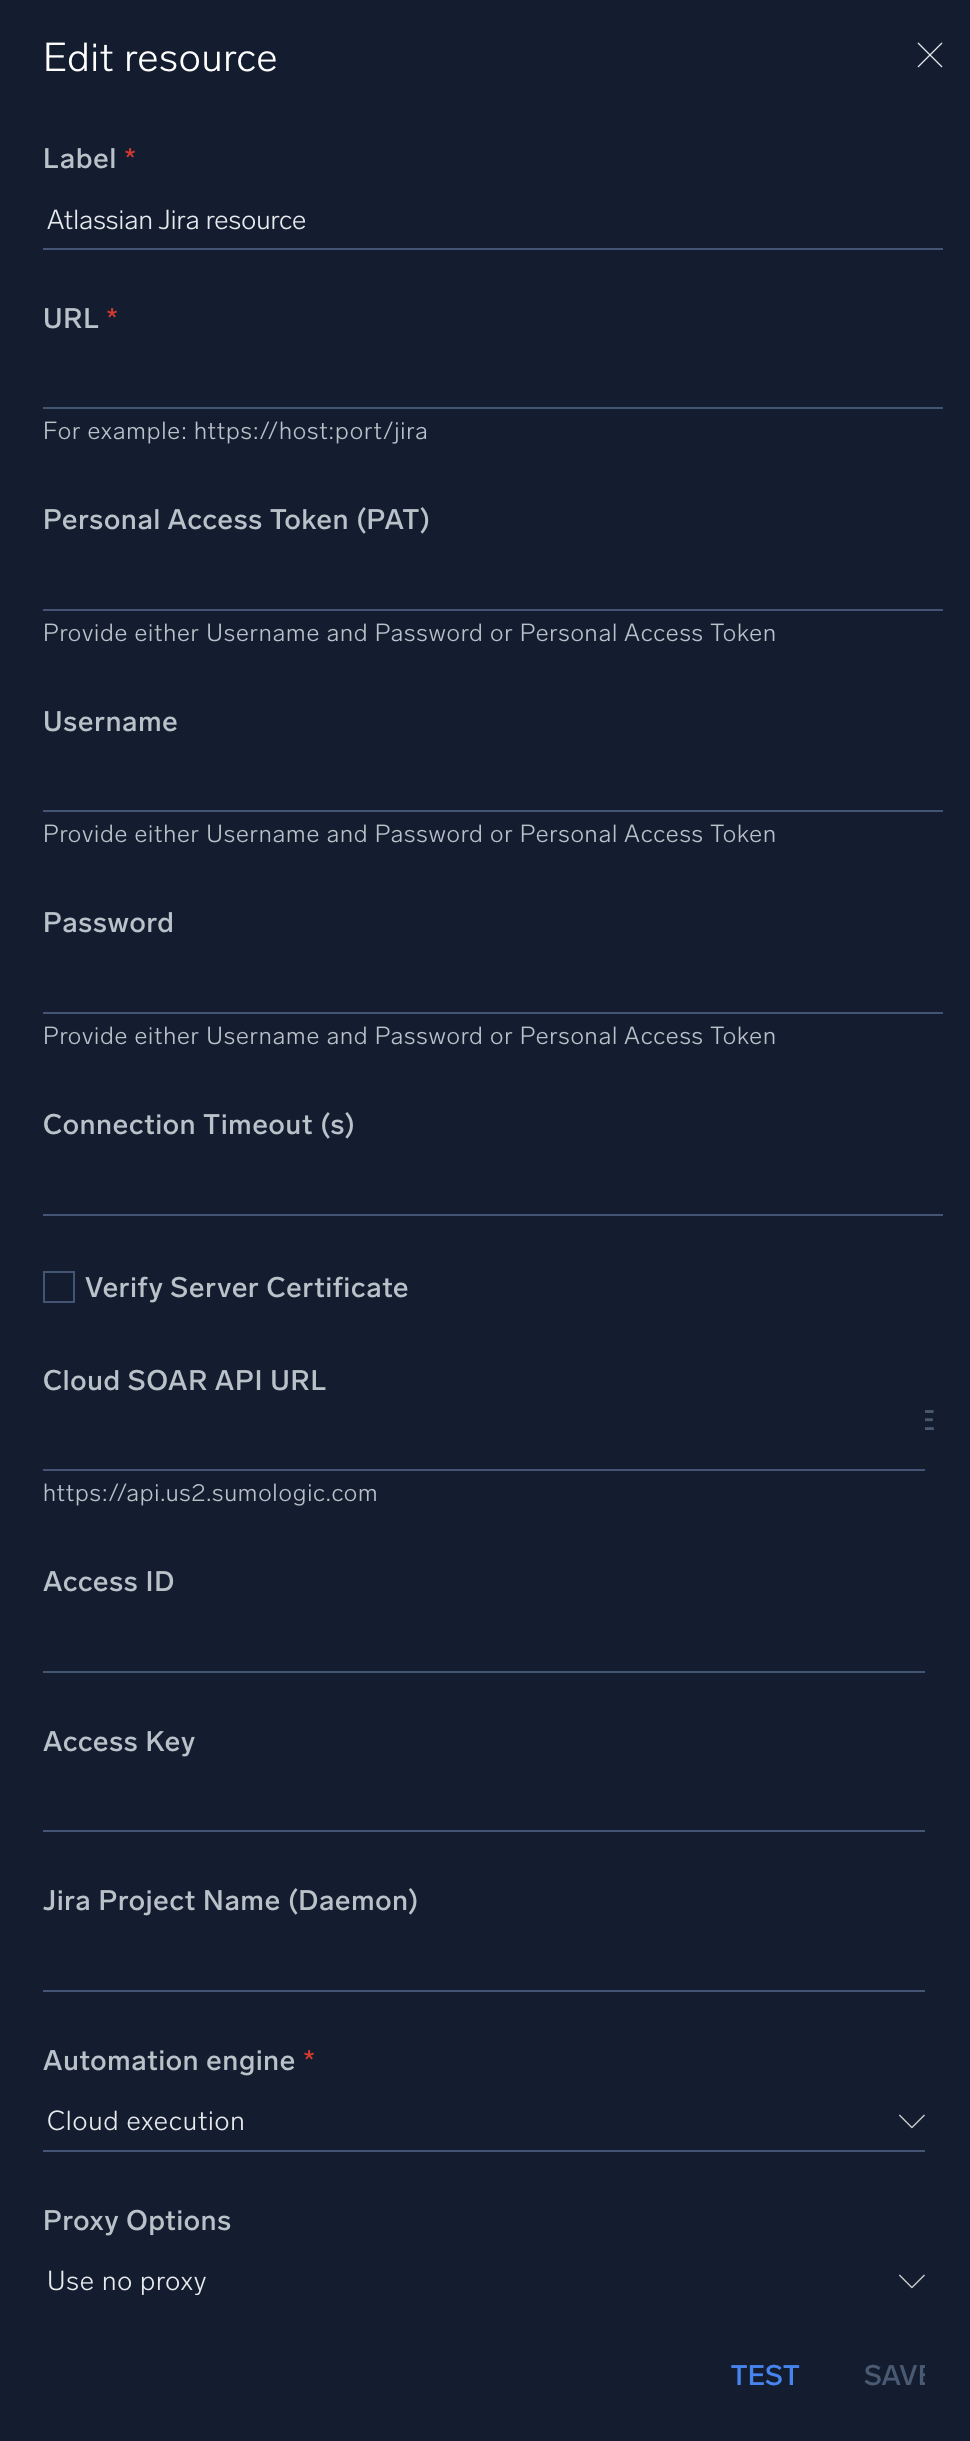 Edit resource
Label *
Atlassian Jira resource
URL *
For example: https://host:port/jira
Personal Access Token (PAT)
Provide either Username and Password or Personal Access Token
Username
Provide either Username and Password or Personal Access Token
Password
Provide either Username and Password or Personal Access Token
Connection Timeout (s)
Verify Server Certificate
Cloud SOAR API URL
https://api.us2.sumologic.com
Access ID
Access Key
Jira Project Name (Daemon)
Automation engine *
Cloud execution
Proxy Options
Use no proxy
TEST SAVE